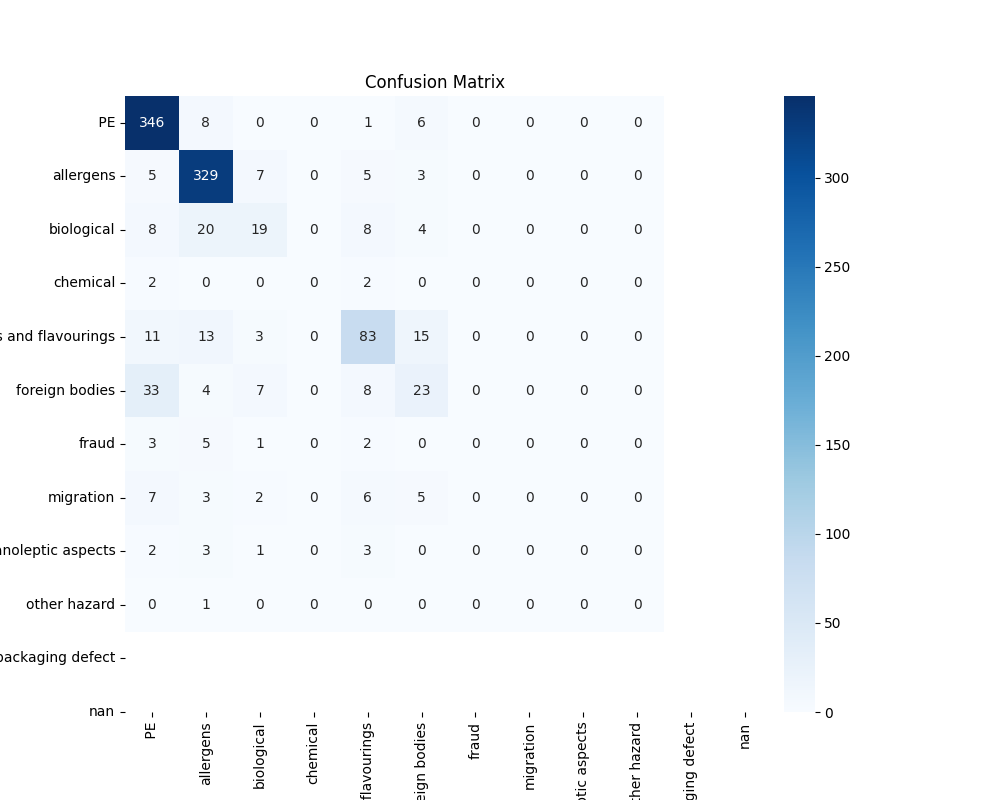 Confusion Matrix
PE 346 8 0 0 1 6 0 0 0 0
allergens 5 329 7 0 5 3 0 0 0 0
biological 8 20 19 0 8 4 0 0 0 0
chemical 2 0 0 0 2 0 0 0 0 0
s and flavourings 11 13 3 0 83 15 0 0 0 0
foreign bodies 33 4 7 0 8 23 0 0 0 0
fraud 3 5 1 0 2 0 0 0 0 0
migration 7 3 2 0 6 5 0 0 0 0
noleptic aspects 2 3 1 0 3 0 0 0 0 0
other hazard 0 1 0 0 0 0 0 0 0 0
packaging defect
nan
PE
allergens
biological
chemical
flavourings
eign bodies
fraud
migration
tic aspects
her hazard
ging defect
nan
300
250
200
150
100
50
0